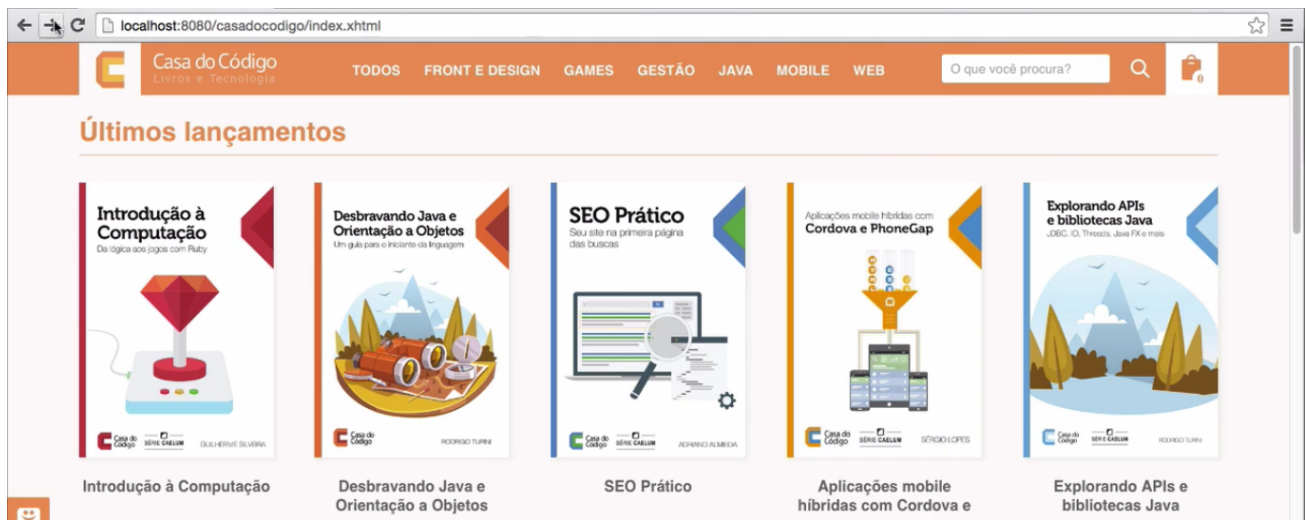 localhost:8080/casadocodigo/index.xhtml
Casa do Código
Livros e Tecnologia
TODOS FRONT E DESIGN GAMES GESTÃO JAVA MOBILE WEB
O que você procura?
0
Últimos lançamentos
Introdução à
Computação
Da lógica aos jogos com Ruby
Casa do
Código
SÉRIE CAELUM
GUILHERME SILVEIRA
Desbravando Java e
Orientação a Objetos
Um guia para o iniciante da linguagem
Casa do
Código
SÉRIE CAELUM
RODRIGO TURINI
SEO Prático
Seu site na primeira página
das buscas
Casa do
Código
SÉRIE CAELUM
ADRIANO ALMEIDA
Aplicações mobile híbridas com
Cordova e PhoneGap
Casa do
Código
SÉRIE CAELUM
SÉRGIO LOPES
Explorando APIs
e bibliotecas Java
JDBC, IO, Threads, Java FX e mais
Casa do
Código
SÉRIE CAELUM
RODRIGO TURINI
Introdução à Computação
Desbravando Java e
Orientação a Objetos
SEO Prático
Aplicações mobile
híbridas com Cordova e
Explorando APIs e
bibliotecas Java